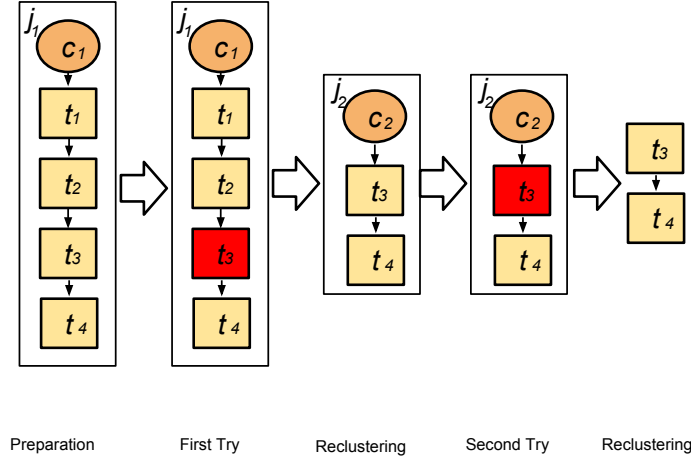 j1
c1
t1
t2
t3
t4
j1
c1
t1
t2
t3
t4
j2
c2
t3
t4
j2
c2
t3
t4
t3
t4
Preparation
First Try
Reclustering
Second Try
Reclustering